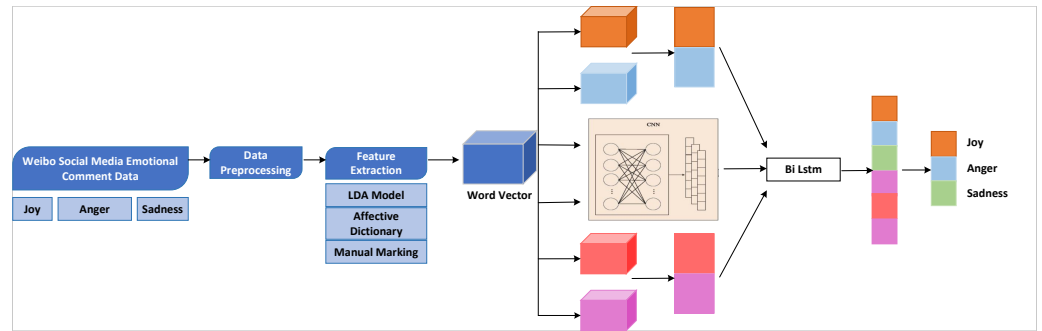 Weibo Social Media Emotional
Comment Data
Joy
Anger
Sadness
Data
Preprocessing
Feature
Extraction
LDA Model
Affective
Dictionary
Manual Marking
Word Vector
CNN
Bi Lstm
Joy
Anger
Sadness